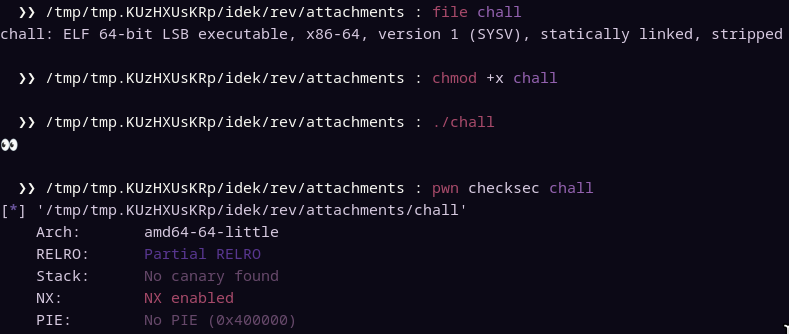 ❯❯ /tmp/tmp.KUzHXUsKRp/idek/rev/attachments : file chall
chall: ELF 64-bit LSB executable, x86-64, version 1 (SYSV), statically linked, stripped
❯❯ /tmp/tmp.KUzHXUsKRp/idek/rev/attachments : chmod +x chall
❯❯ /tmp/tmp.KUzHXUsKRp/idek/rev/attachments : ./chall
👀
❯❯ /tmp/tmp.KUzHXUsKRp/idek/rev/attachments : pwn checksec chall
[*] '/tmp/tmp.KUzHXUsKRp/idek/rev/attachments/chall'
Arch: amd64-64-little
RELRO: Partial RELRO
Stack: No canary found
NX: NX enabled
PIE: No PIE (0x400000)